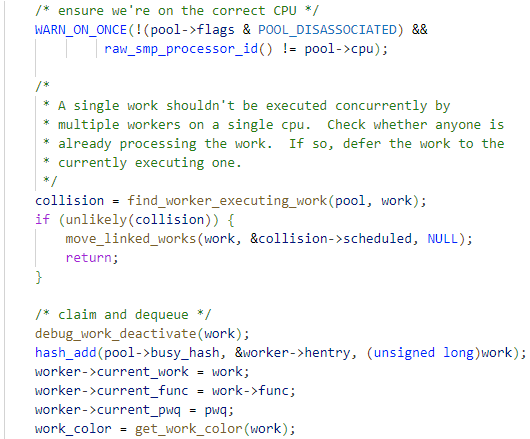 /* ensure we're on the correct CPU */
WARN_ON_ONCE(!(pool->flags & POOL_DISASSOCIATED) &&
raw_smp_processor_id() != pool->cpu);
/*
* A single work shouldn't be executed concurrently by
* multiple workers on a single cpu.  Check whether anyone is
* already processing the work.  If so, defer the work to the
* currently executing one.
*/
collision = find_worker_executing_work(pool, work);
if (unlikely(collision)) {
move_linked_works(work, &collision->scheduled, NULL);
return;
}
/* claim and dequeue */
debug_work_deactivate(work);
hash_add(pool->busy_hash, &worker->hentry, (unsigned long)work);
worker->current_work = work;
worker->current_func = work->func;
worker->current_pwq = pwq;
work_color = get_work_color(work);